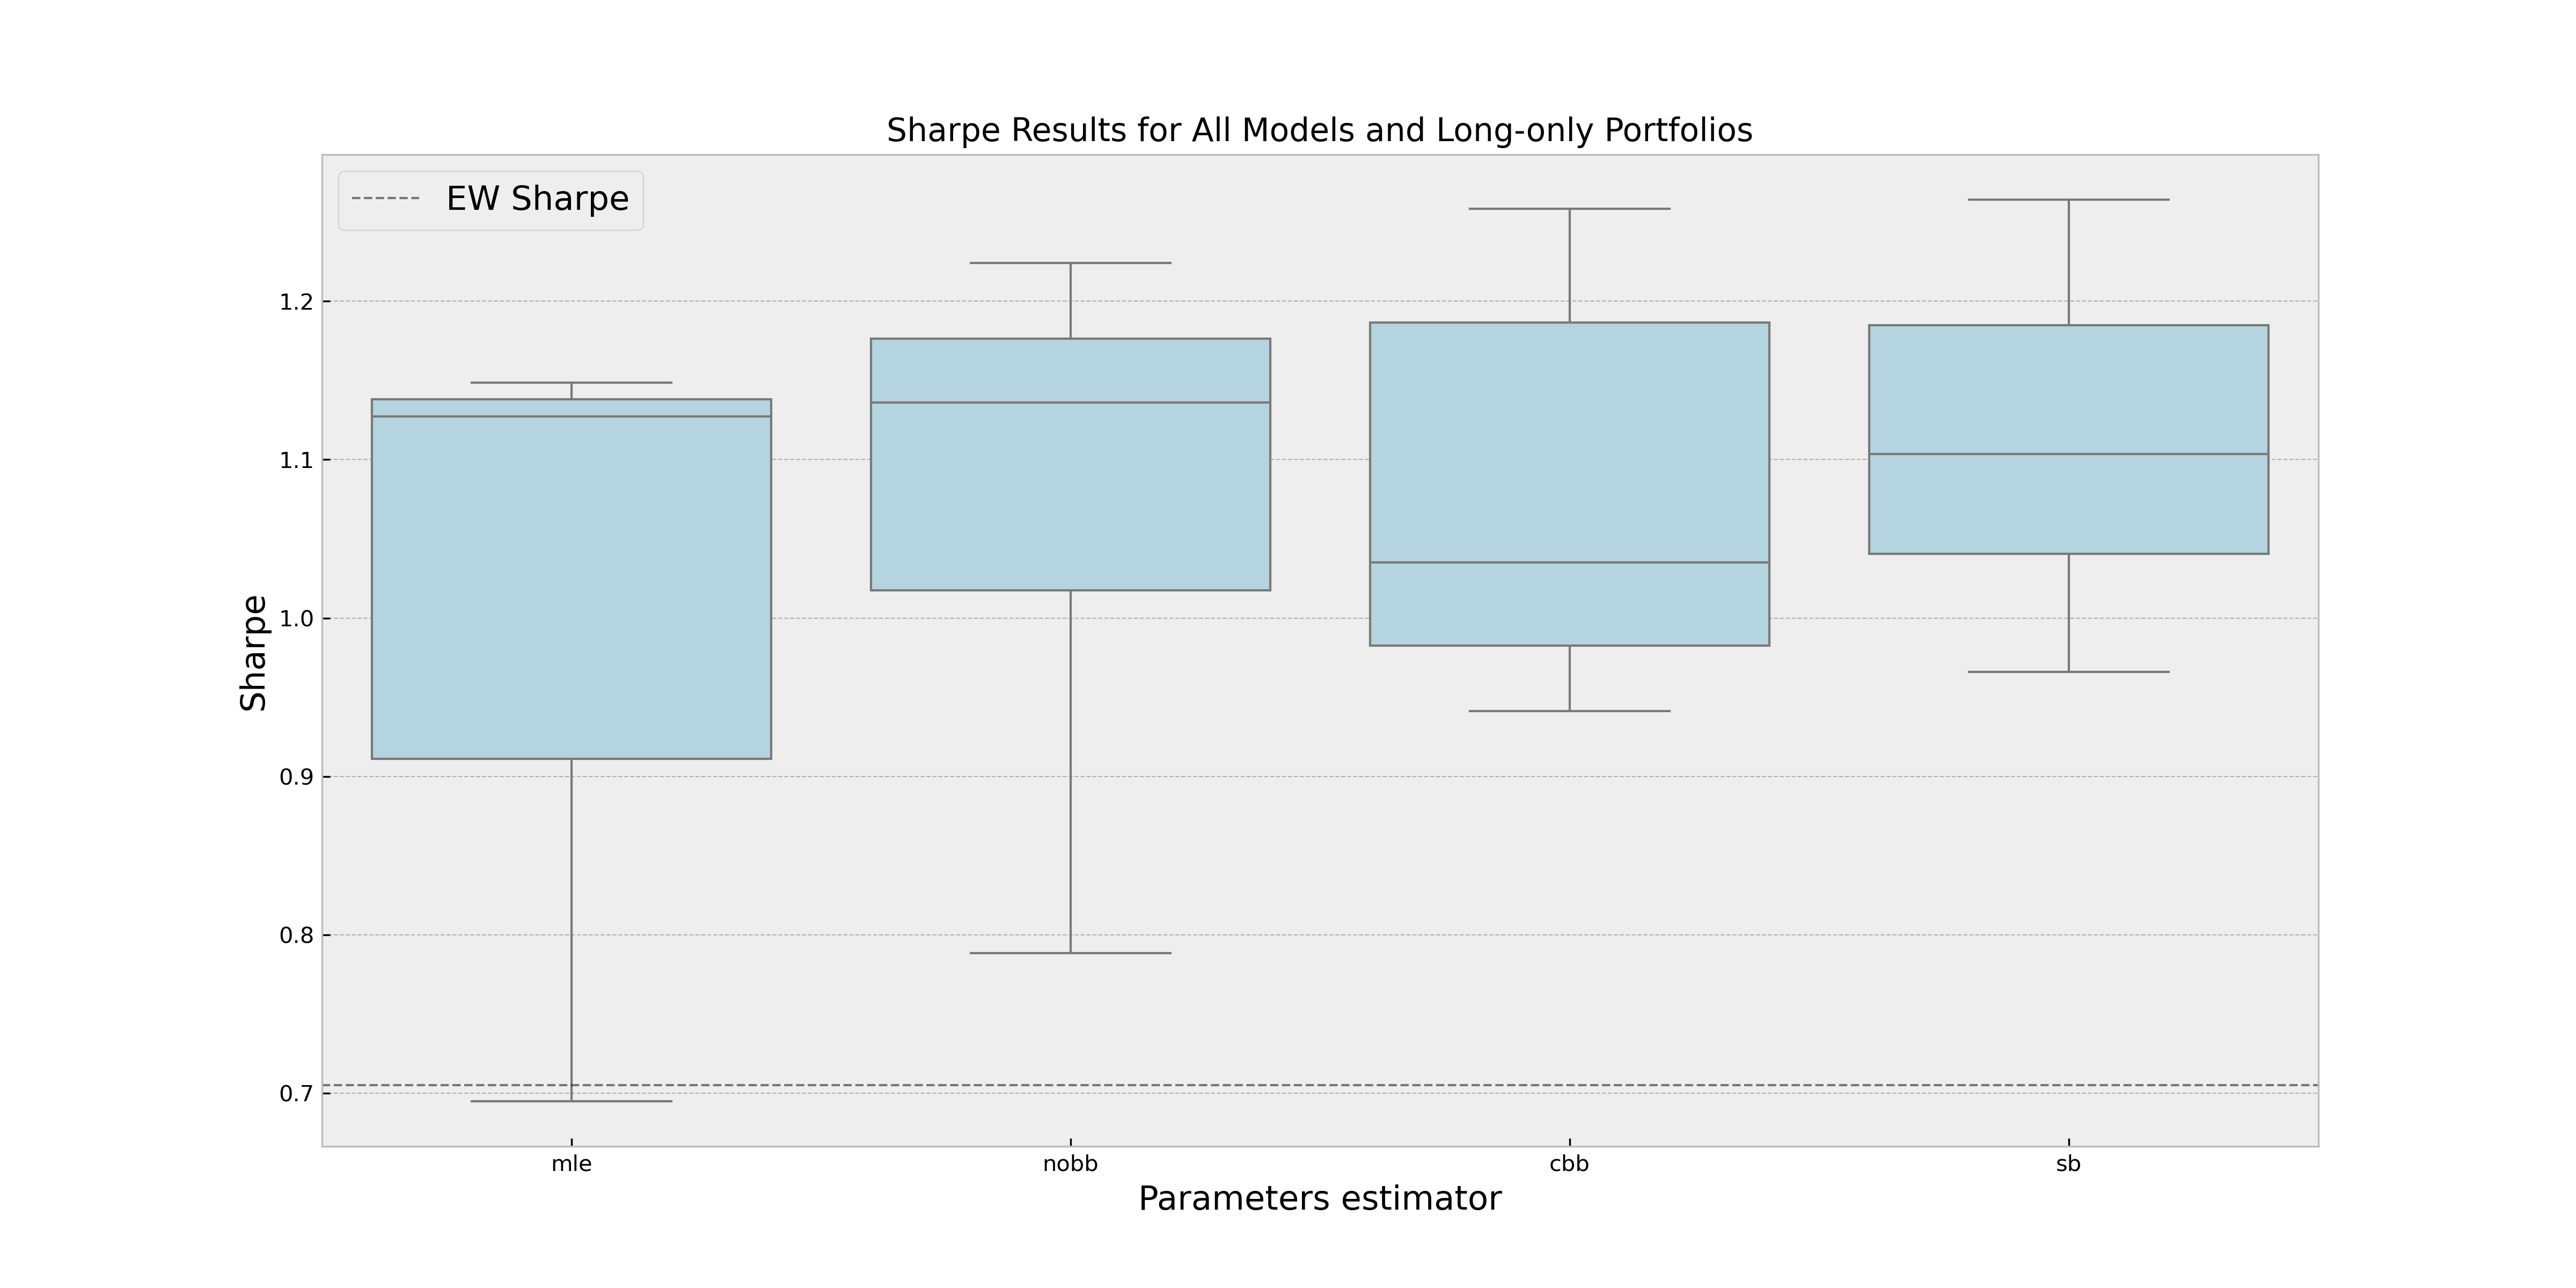 Sharpe Results for All Models and Long-only Portfolios
EW Sharpe
Sharpe
1.2
1.1
1.0
0.9
0.8
0.7
mle nobb cbb sb
Parameters estimator